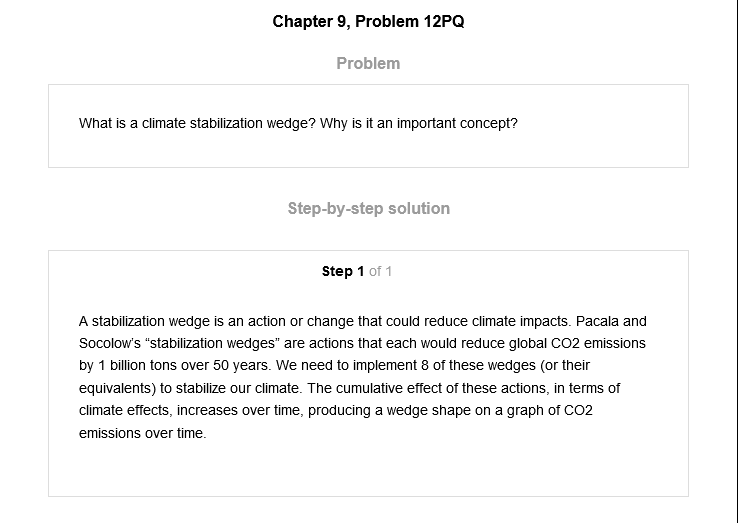 Chapter 9, Problem 12PQ
Problem
What is a climate stabilization wedge? Why is it an important concept?
Step-by-step solution
Step 1 of 1
A stabilization wedge is an action or change that could reduce climate impacts. Pacala and
Socolow's “stabilization wedges” are actions that each would reduce global CO2 emissions
by 1 billion tons over 50 years. We need to implement 8 of these wedges (or their
equivalents) to stabilize our climate. The cumulative effect of these actions, in terms of
climate effects, increases over time, producing a wedge shape on a graph of CO2
emissions over time.